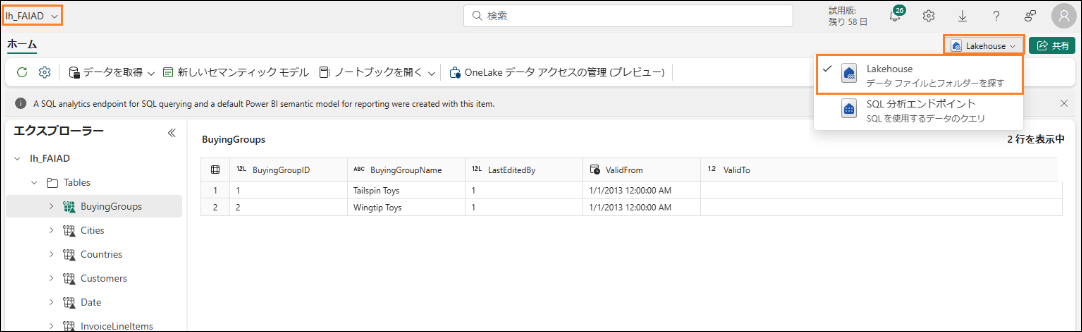 lh_FAIAD
検索
試用版:
残り 58 日
26
ホーム
Lakehouse
共有
データを取得
新しいセマンティック モデル
ノートブックを開く
OneLake データ アクセスの管理 (プレビュー)
Lakehouse
データ ファイルとフォルダーを探す
SQL 分析エンドポイント
SQL を使用するデータのクエリ
A SQL analytics endpoint for SQL querying and a default Power BI semantic model for reporting were created with this item.
エクスプローラー
lh_FAIAD
Tables
BuyingGroups
Cities
Countries
Customers
Date
InvoiceLineItems
BuyingGroups
2 行を表示中
12L BuyingGroupID ABC BuyingGroupName 12L LastEditedBy ValidFrom 1.2 ValidTo
1 1 Tailspin Toys 1 1/1/2013 12:00:00 AM
2 2 Wingtip Toys 1 1/1/2013 12:00:00 AM